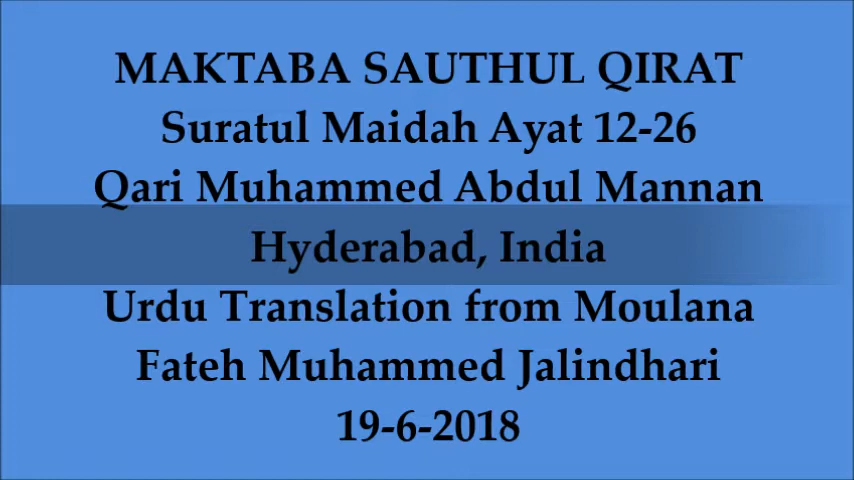 MAKTABA SAUTHUL QIRAT
Suratul Maidah Ayat 12-26
Qari Muhammed Abdul Mannan
Hyderabad, India
Urdu Translation from Moulana
Fateh Muhammed Jalindhari
19-6-2018